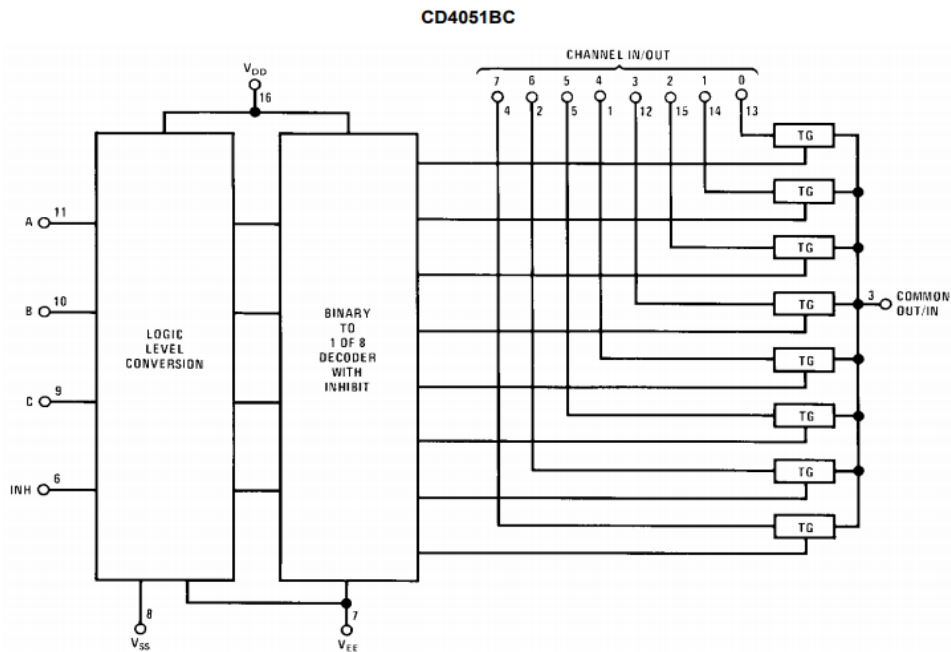 CD4051BC
CHANNEL IN/OUT
7 6 5 4 3 2 1 0
4 2 5 1 12 15 14 13
VDD
16
TG
TG
TG
TG
TG
TG
TG
TG
A 11
B 10
C 9
INH 6
LOGIC
LEVEL
CONVERSION
BINARY
TO
1 OF 8
DECODER
WITH
INHIBIT
3 COMMON
OUT/IN
8
VSS
7
VEE